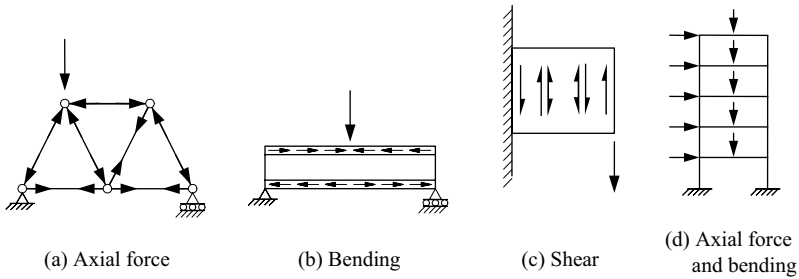 (a) Axial force
(b) Bending
(c) Shear
(d) Axial force
and bending